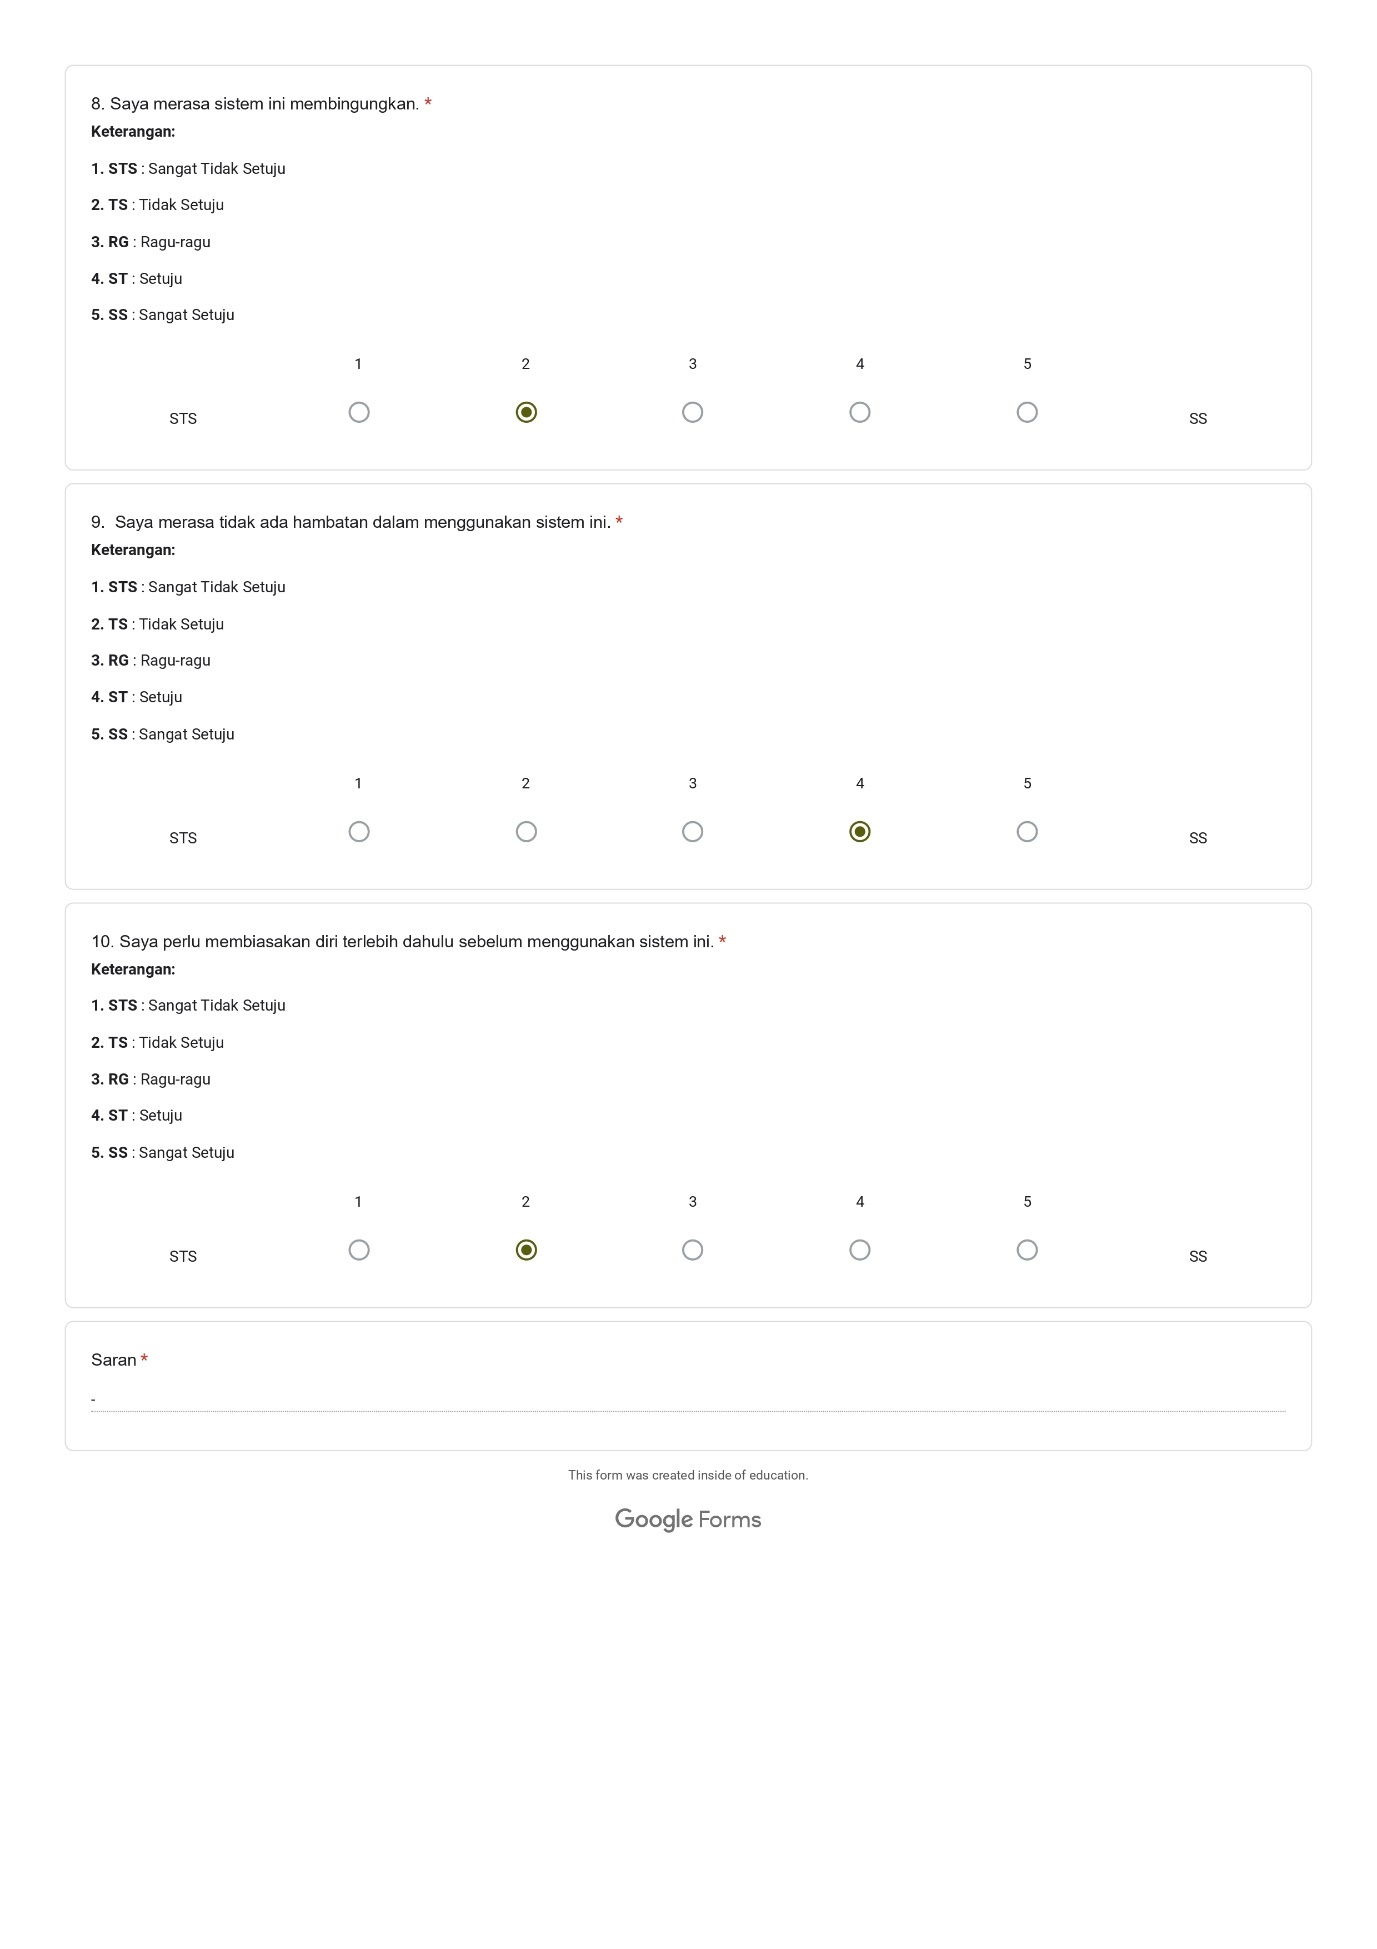 8. Saya merasa sistem ini membingungkan. *
Keterangan:
1. STS : Sangat Tidak Setuju
2. TS : Tidak Setuju
3. RG : Ragu-ragu
4. ST : Setuju
5. SS : Sangat Setuju
1 2 3 4 5
STS SS
9. Saya merasa tidak ada hambatan dalam menggunakan sistem ini. *
Keterangan:
1. STS : Sangat Tidak Setuju
2. TS : Tidak Setuju
3. RG : Ragu-ragu
4. ST : Setuju
5. SS : Sangat Setuju
1 2 3 4 5
STS SS
10. Saya perlu membiasakan diri terlebih dahulu sebelum menggunakan sistem ini. *
Keterangan:
1. STS : Sangat Tidak Setuju
2. TS : Tidak Setuju
3. RG : Ragu-ragu
4. ST : Setuju
5. SS : Sangat Setuju
1 2 3 4 5
STS SS
Saran *
-
This form was created inside of education.
Google Forms